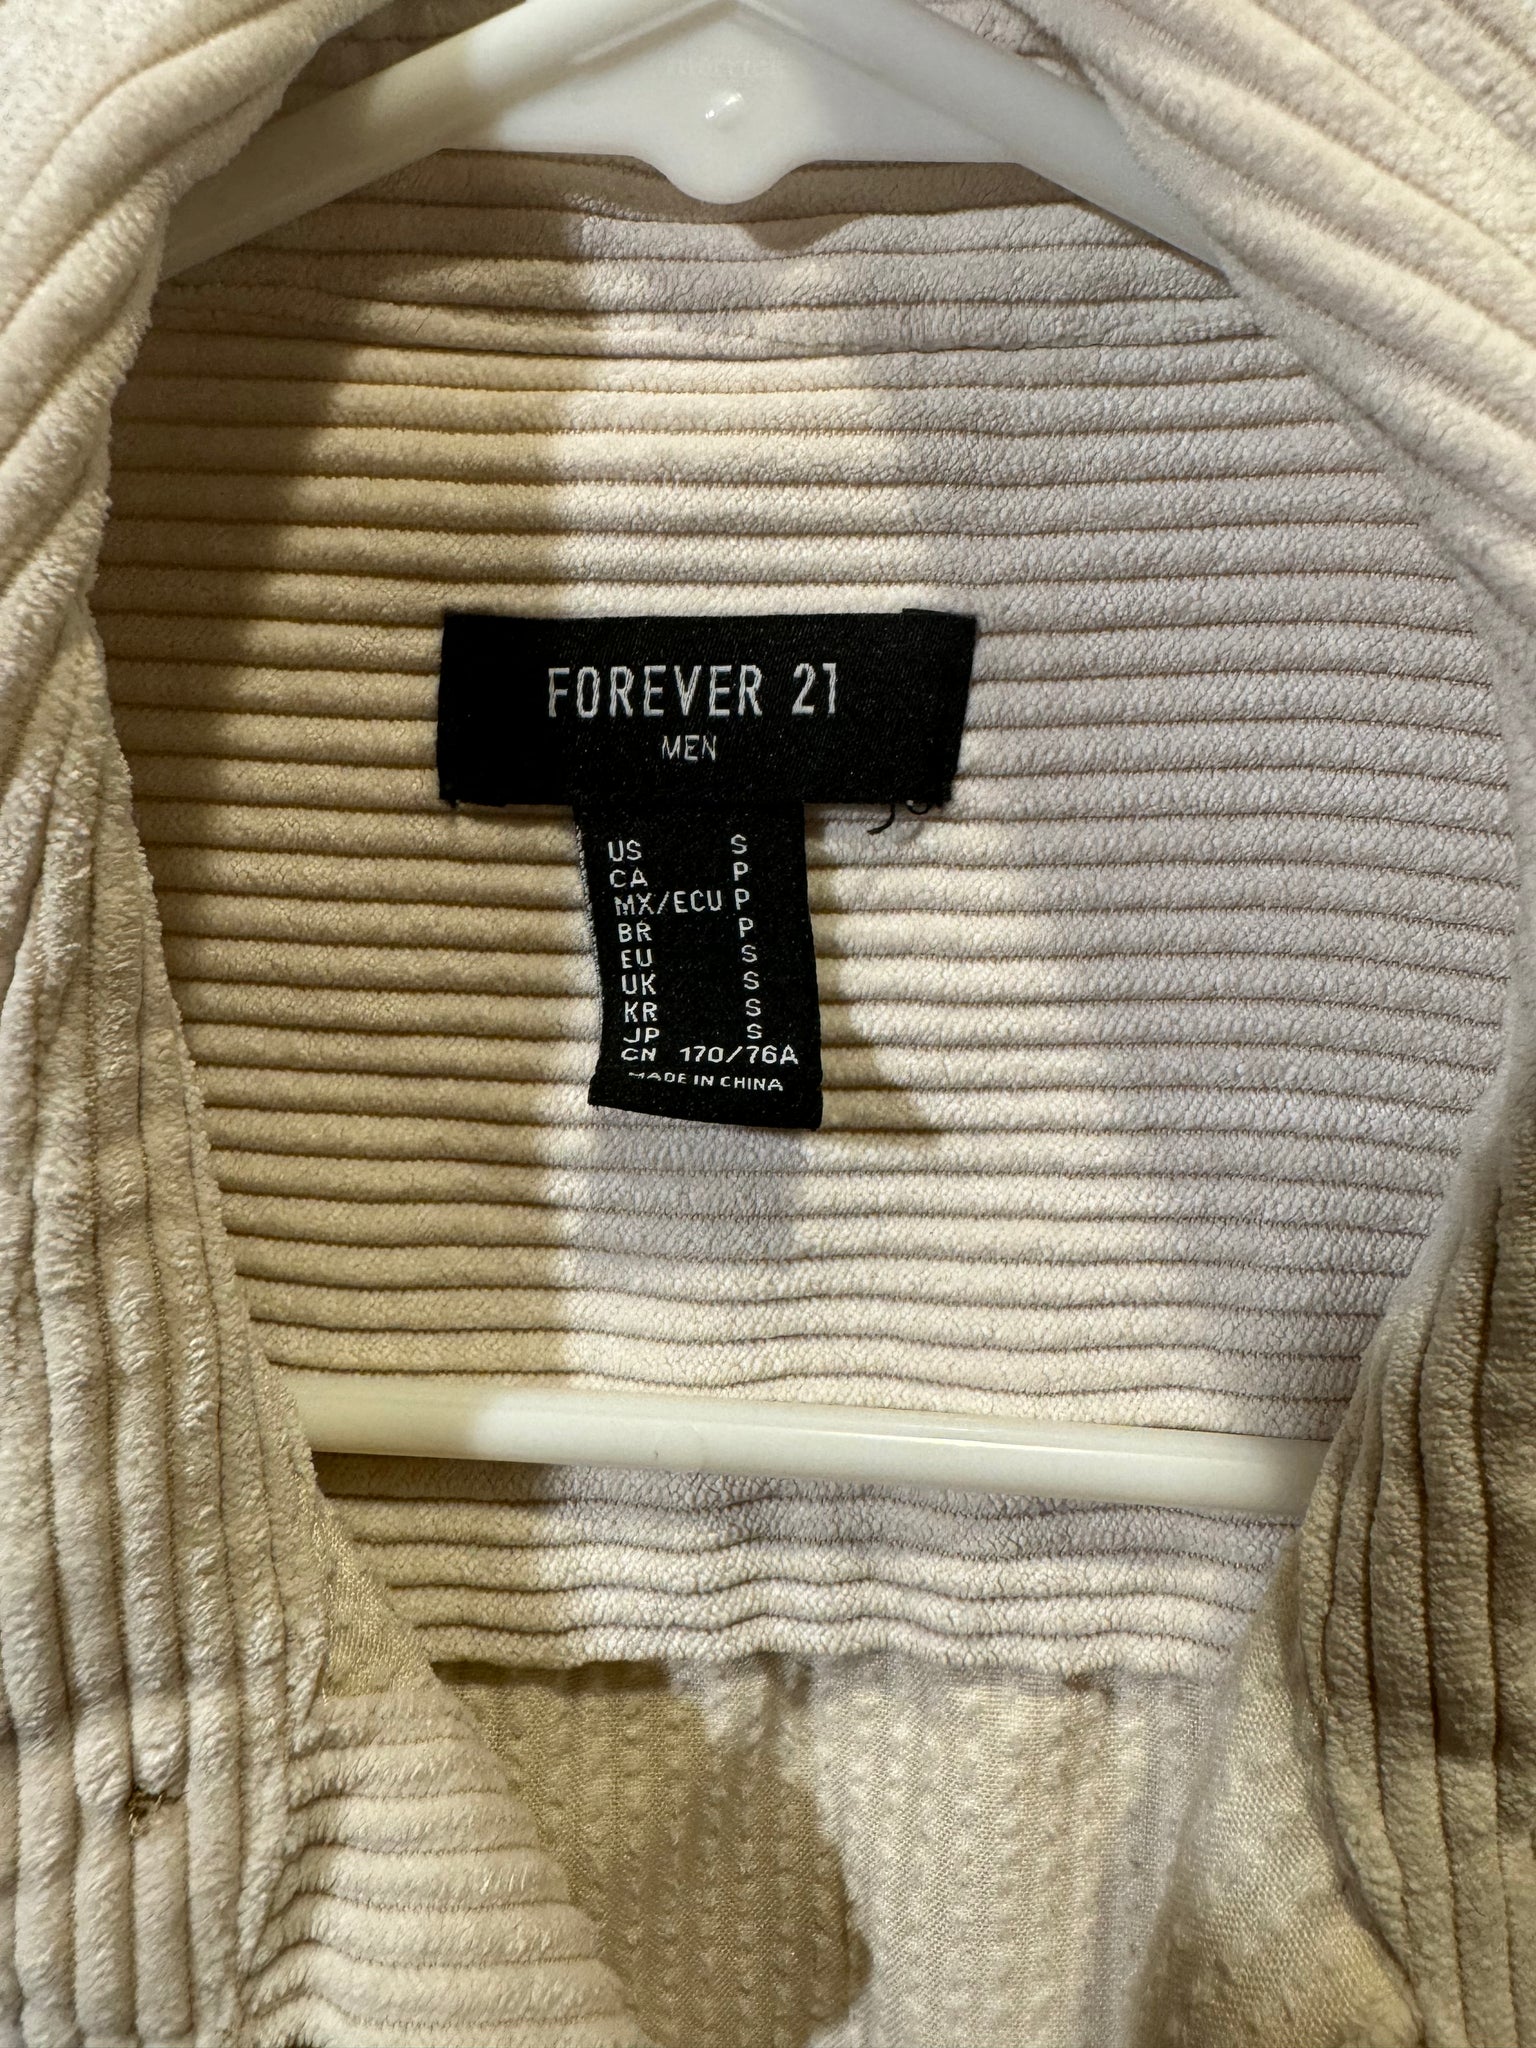 FOREVER 21
MEN
US S
CA P
MX/ECU P
BR P
EU S
UK S
KR S
JP S
CN 170/76A
MADE IN CHINA